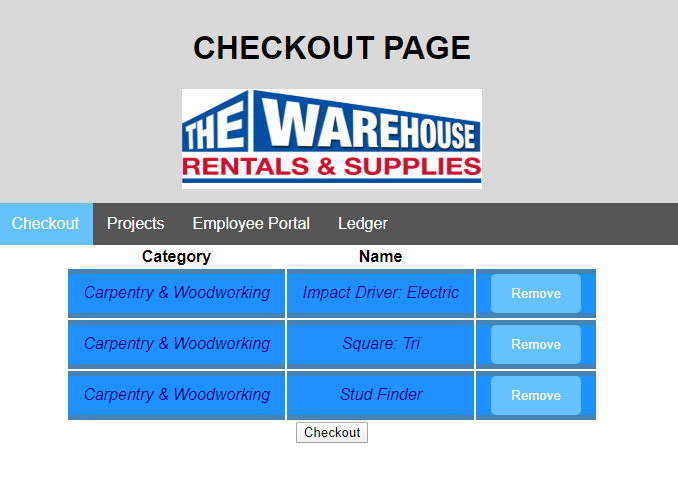 CHECKOUT PAGE
THE WAREHOUSE
RENTALS & SUPPLIES
Checkout Projects Employee Portal Ledger
Category Name
Carpentry & Woodworking Impact Driver: Electric Remove
Carpentry & Woodworking Square: Tri Remove
Carpentry & Woodworking Stud Finder Remove
Checkout